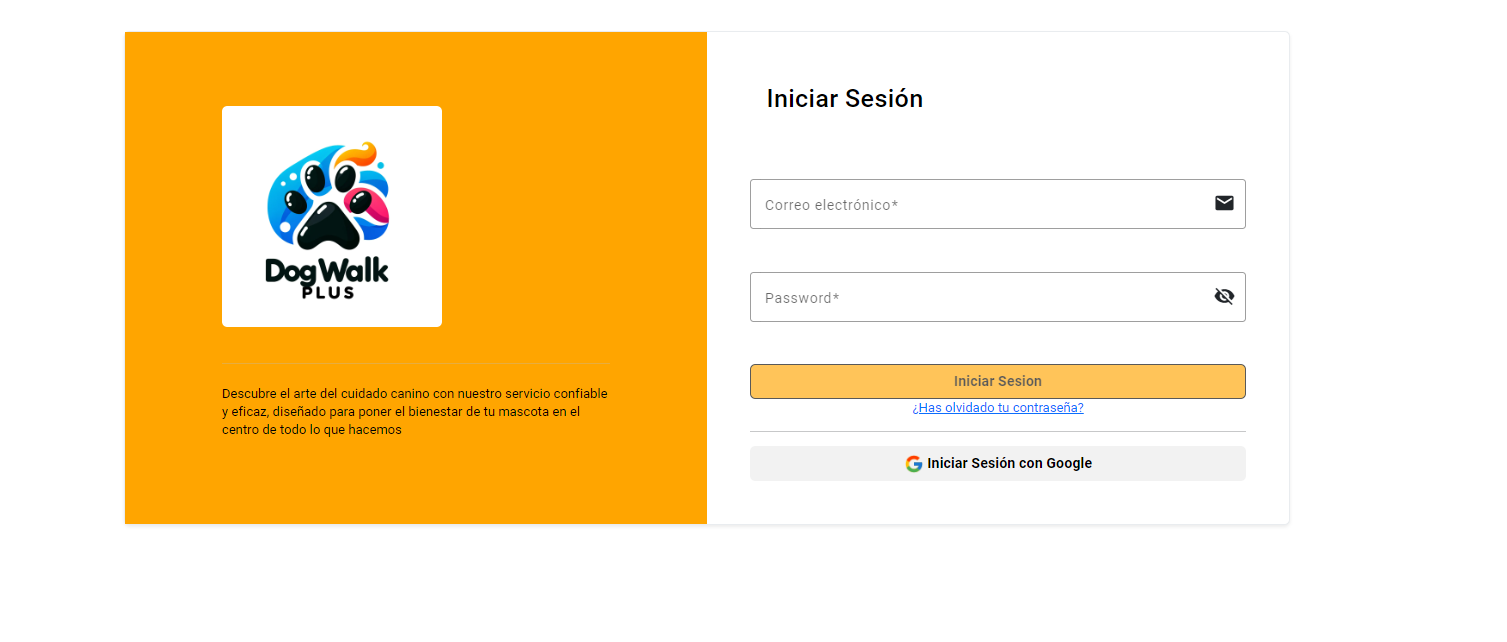 DogWalk
PLUS
Descubre el arte del cuidado canino con nuestro servicio confiable
y eficaz, diseñado para poner el bienestar de tu mascota en el
centro de todo lo que hacemos
Iniciar Sesión
Correo electrónico*
Password*
Iniciar Sesion
¿Has olvidado tu contraseña?
Iniciar Sesión con Google